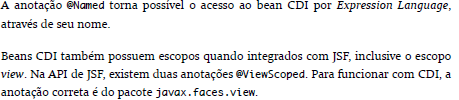 A anotação @Named torna possível o acesso ao bean CDI por Expression Language,
através de seu nome.
Beans CDI também possuem escopos quando integrados com JSF, inclusive o escopo
view. Na API de JSF, existem duas anotações @ViewScoped. Para funcionar com CDI, a
anotação correta é do pacote javax.faces.view.